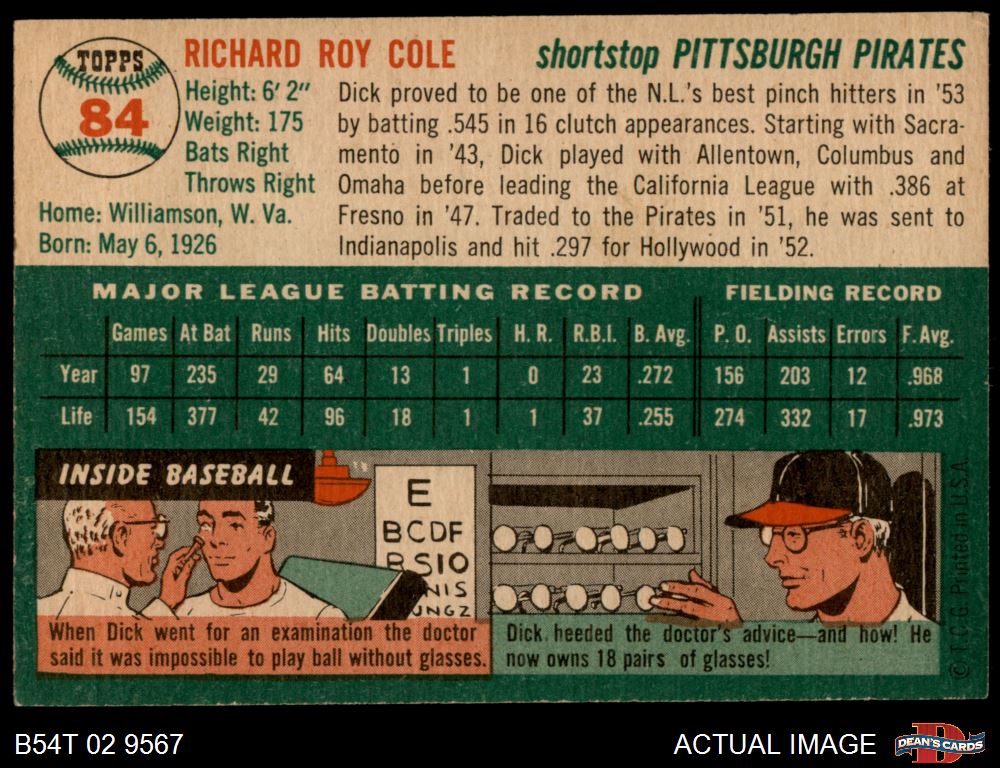 TOPPS
84
RICHARD ROY COLE
shortstop PITTSBURGH PIRATES
Height: 6' 2"
Weight: 175
Bats Right
Throws Right
Home: Williamson, W. Va.
Born: May 6, 1926
Dick proved to be one of the N.L.'s best pinch hitters in '53
by batting .545 in 16 clutch appearances. Starting with Sacra-
mento in '43, Dick played with Allentown, Columbus and
Omaha before leading the California League with .386 at
Fresno in '47. Traded to the Pirates in '51, he was sent to
Indianapolis and hit .297 for Hollywood in '52.
MAJOR LEAGUE BATTING RECORD FIELDING RECORD
Games At Bat Runs Hits Doubles Triples H. R. R.B.I. B. Avg. P. O. Assists Errors F. Avg.
Year 97 235 29 64 13 1 0 23 .272 156 203 12 .968
Life 154 377 42 96 18 1 1 37 .255 274 332 17 .973
INSIDE BASEBALL
E
BCDF
RSIO
NIS
UNGZ
When Dick went for an examination the doctor
said it was impossible to play ball without glasses.
Dick heeded the doctor's advice—and how! He
now owns 18 pairs of glasses!
© T.C.G. Printed in U.S.A.
B54T 02 9567
ACTUAL IMAGE
D
DEAN'S CARDS